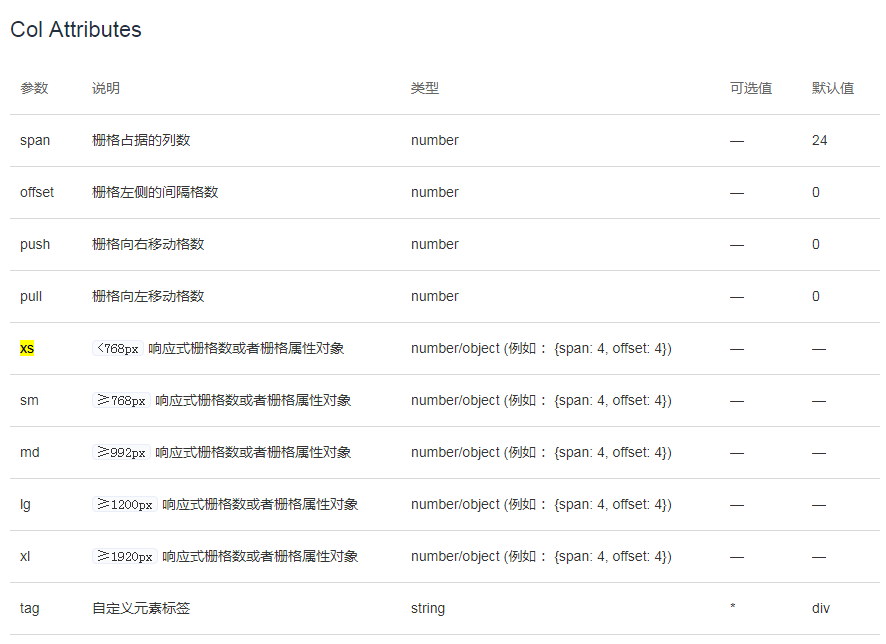 Col Attributes
参数 说明 类型 可选值 默认值
span 栅格占据的列数 number — 24
offset 栅格左侧的间隔格数 number — 0
push 栅格向右移动格数 number — 0
pull 栅格向左移动格数 number — 0
xs <768px 响应式栅格数或者栅格属性对象 number/object (例如： {span: 4, offset: 4}) — —
sm ≥768px 响应式栅格数或者栅格属性对象 number/object (例如： {span: 4, offset: 4}) — —
md ≥992px 响应式栅格数或者栅格属性对象 number/object (例如： {span: 4, offset: 4}) — —
lg ≥1200px 响应式栅格数或者栅格属性对象 number/object (例如： {span: 4, offset: 4}) — —
xl ≥1920px 响应式栅格数或者栅格属性对象 number/object (例如： {span: 4, offset: 4}) — —
tag 自定义元素标签 string * div